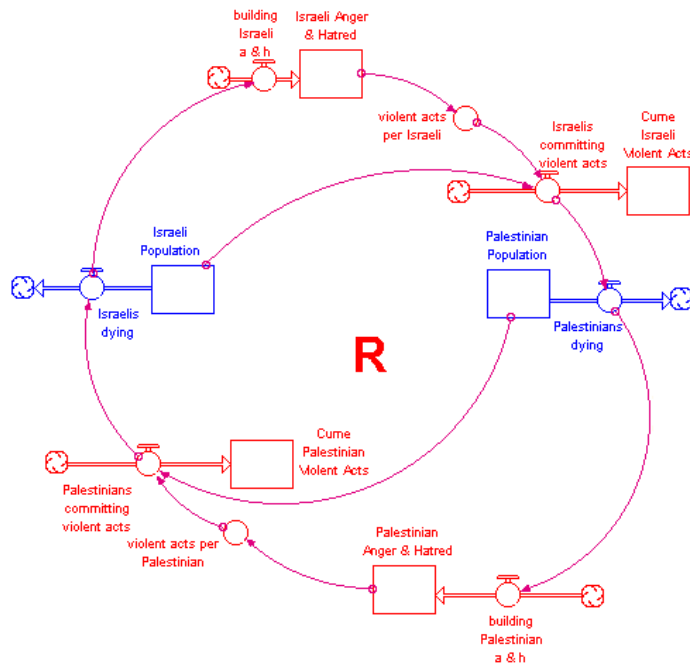 building
Israeli
a & h
Israeli Anger
& Hatred
violent acts
per Israeli
Israelis
committing
violent acts
Cume
Israeli
Violent Acts
Israeli
Population
Israelis
dying
Palestinian
Population
Palestinians
dying
R
Cume
Palestinian
Violent Acts
Palestinians
committing
violent acts
violent acts per
Palestinian
Palestinian
Anger & Hatred
building
Palestinian
a & h